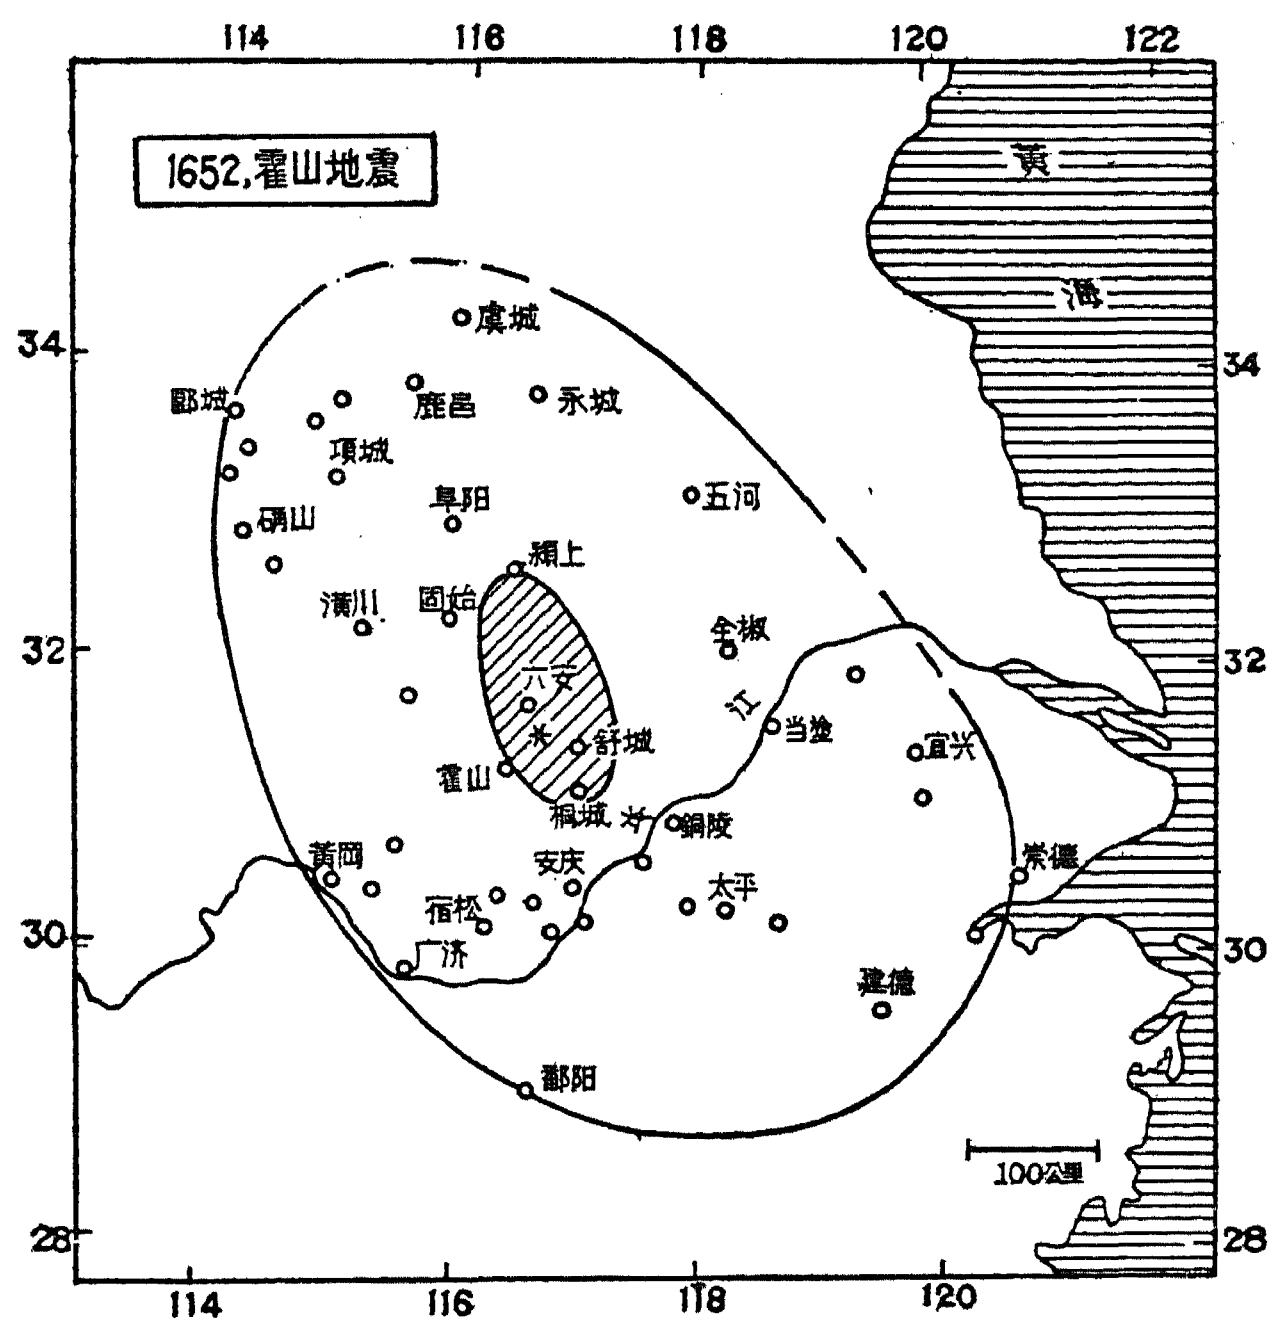 114 116 118 120 122
1652,霍山地震
黃
海
虞城
34
34
郾城
鹿邑
永城
項城
阜阳
五河
确山
潁上
潢川
固始
全椒
32
32
六安
江
当塗
舒城
宜兴
霍山
桐城
銅陵
黃岡
安庆
崇德
太平
宿松
30
广济
30
建德
鄱阳
100公里
28
28
114 116 118 120